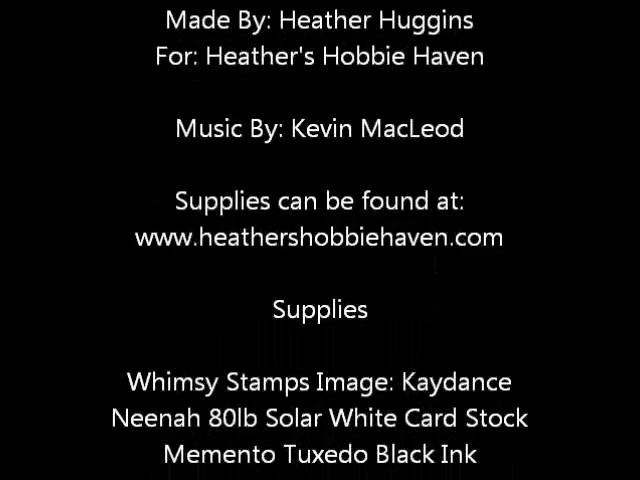 Made By: Heather Huggins
For: Heather's Hobbie Haven
Music By: Kevin MacLeod
Supplies can be found at:
www.heathershobbiehaven.com
Supplies
Whimsy Stamps Image: Kaydance
Neenah 80lb Solar White Card Stock
Memento Tuxedo Black Ink